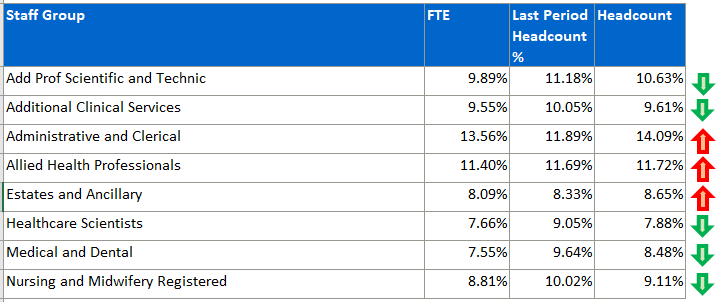 Staff Group FTE Last Period Headcount
Headcount
%
Add Prof Scientific and Technic 9.89% 11.18% 10.63%
Additional Clinical Services 9.55% 10.05% 9.61%
Administrative and Clerical 13.56% 11.89% 14.09%
Allied Health Professionals 11.40% 11.69% 11.72%
Estates and Ancillary 8.09% 8.33% 8.65%
Healthcare Scientists 7.66% 9.05% 7.88%
Medical and Dental 7.55% 9.64% 8.48%
Nursing and Midwifery Registered 8.81% 10.02% 9.11%